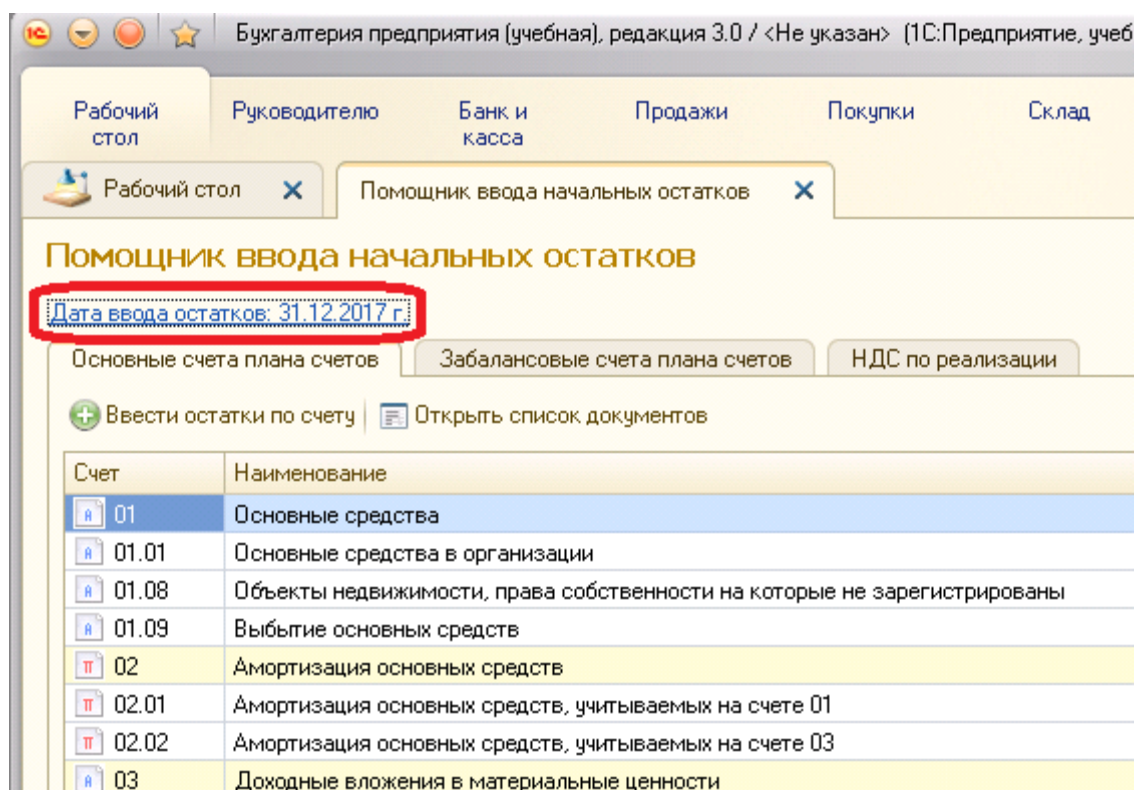 1С Бухгалтерия предприятия (учебная), редакция 3.0 / <Не указан> (1С:Предприятие, учеб
Рабочий стол Руководителю Банк и касса Продажи Покупки Склад
Рабочий стол Помощник ввода начальных остатков
Помощник ввода начальных остатков
Дата ввода остатков: 31.12.2017 г.
Основные счета плана счетов Забалансовые счета плана счетов НДС по реализации
Ввести остатки по счету Открыть список документов
Счет Наименование
А 01 Основные средства
А 01.01 Основные средства в организации
А 01.08 Объекты недвижимости, права собственности на которые не зарегистрированы
А 01.09 Выбытие основных средств
П 02 Амортизация основных средств
П 02.01 Амортизация основных средств, учитываемых на счете 01
П 02.02 Амортизация основных средств, учитываемых на счете 03
А 03 Доходные вложения в материальные ценности